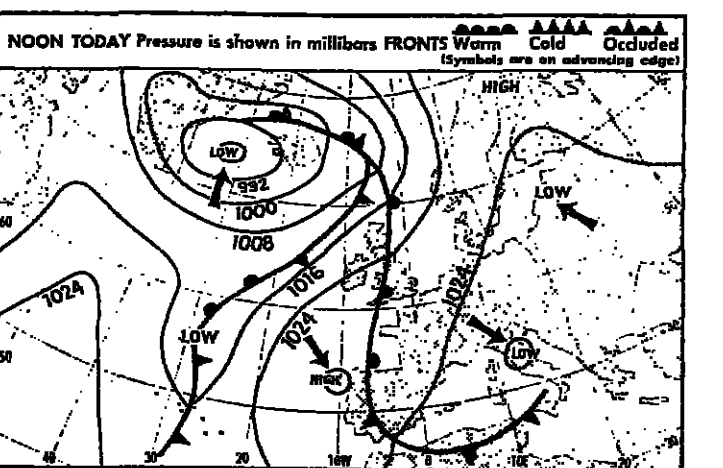 NOON TODAY Pressure is shown in millibars FRONTS Warm Cold Occluded
(Symbols are on advancing edge)
HIGH
LOW
992
1000
1008
LOW
60
1016
1024
1024
1024
LOW
50
HIGH
LOW
40
30
20
10W
0
10E
20